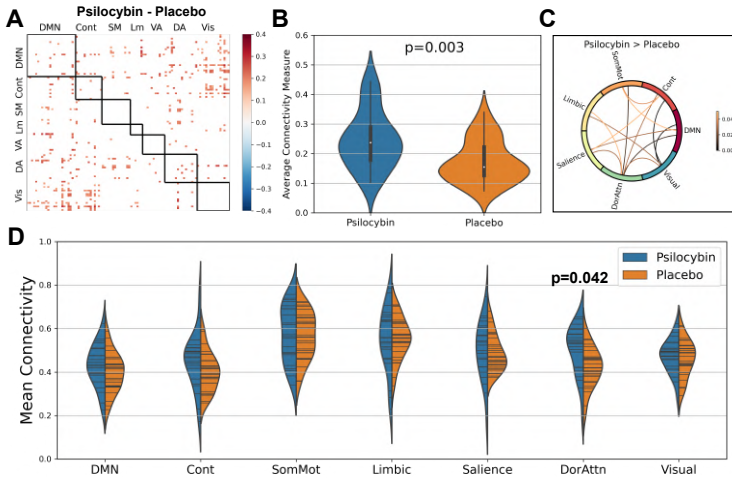 A
Psilocybin - Placebo
DMN Cont SM Lm VA DA Vis
DMN
Cont
SM
Lm
VA
DA
Vis
0.4
0.3
0.2
0.1
0.0
−0.1
−0.2
−0.3
−0.4
B
Average Connectivity Measure
0.6
0.5
0.4
0.3
0.2
0.1
0.0
p=0.003
Psilocybin Placebo
C
Psilocybin > Placebo
SomMot
Cont
Limbic
DMN
Salience
DorAttn
Visual
D
Mean Connectivity
1.0
0.8
0.6
0.4
0.2
0.0
p=0.042
Psilocybin
Placebo
DMN Cont SomMot Limbic Salience DorAttn Visual